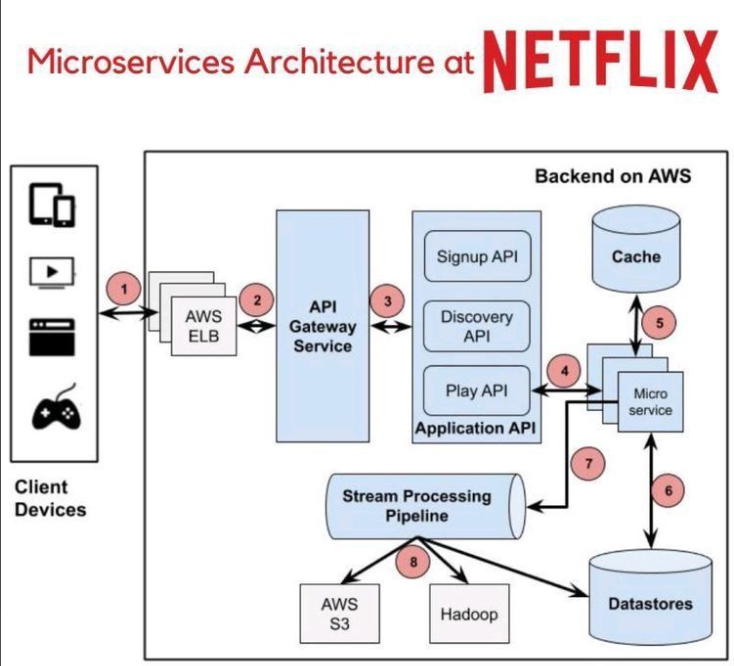 Microservices Architecture at NETFLIX
Backend on AWS
Cache
Signup API
Discovery
API
Play API
Application API
API
Gateway
Service
AWS
ELB
1
2
3
4
5
Micro
service
6
7
Client
Devices
Stream Processing
Pipeline
8
AWS
S3
Hadoop
Datastores